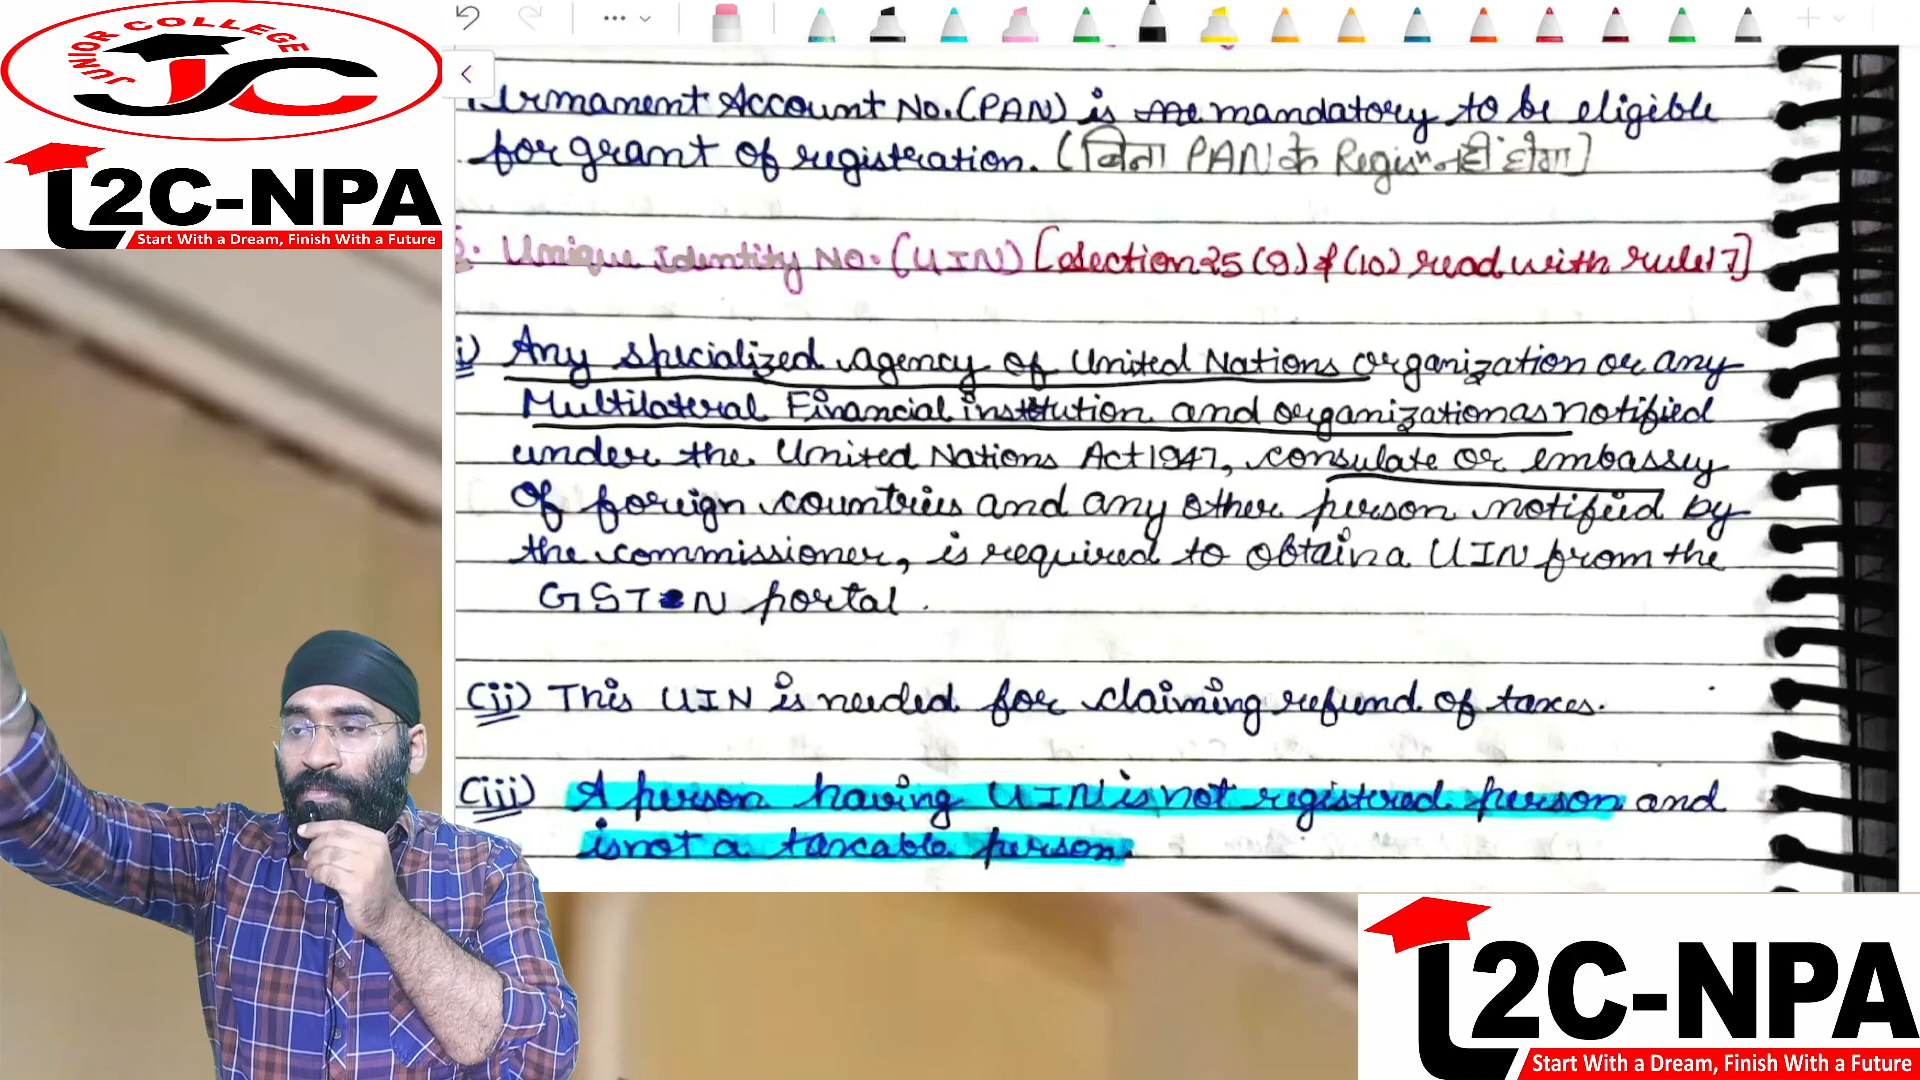 JUNIOR COLLEGE
JC
L2C-NPA
Start With a Dream, Finish With a Future
Permanent Account No. (PAN) is mandatory to be eligible
for grant of registration. (बिना PAN के Regisn नहीं होगा)
Unique Identity No. (UIN) [section 25 (9) & (10) read with rule 17]
i) Any specialized agency of United Nations organization or any
Multilateral Financial institution and organization as notified
under the United Nations Act 1947, consulate or embassy
of foreign countries and any other person notified by
the commissioner, is required to obtain a UIN from the
GSTN portal.
(ii) This UIN is needed for claiming refund of taxes.
(iii) A person having UIN is not registered person and
is not a taxable person.
L2C-NPA
Start With a Dream, Finish With a Future